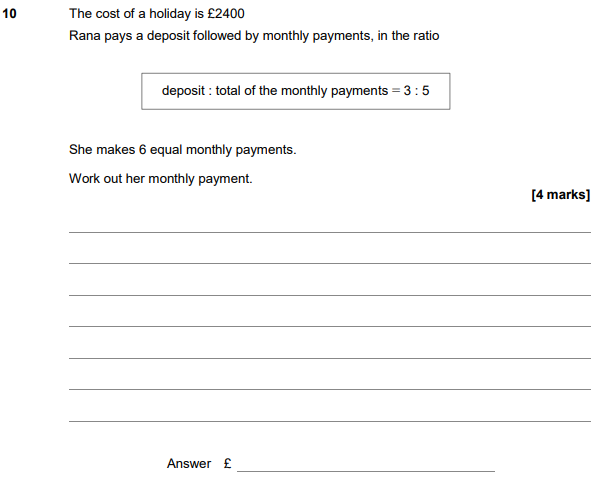 10 The cost of a holiday is £2400
Rana pays a deposit followed by monthly payments, in the ratio
deposit : total of the monthly payments = 3 : 5
She makes 6 equal monthly payments.
Work out her monthly payment.
[4 marks]
Answer £